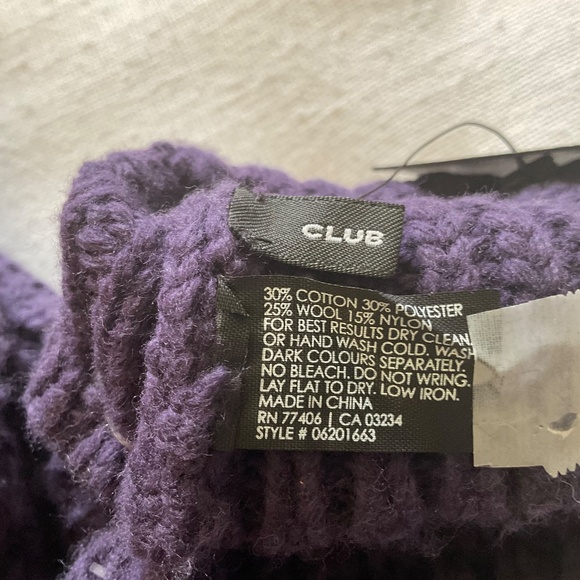 CLUB
30% COTTON 30% POLYESTER
25% WOOL 15% NYLON
FOR BEST RESULTS DRY CLEAN.
OR HAND WASH COLD. WASH
DARK COLOURS SEPARATELY.
NO BLEACH. DO NOT WRING.
LAY FLAT TO DRY. LOW IRON.
MADE IN CHINA
RN 77406 | CA 03234
STYLE # 06201663